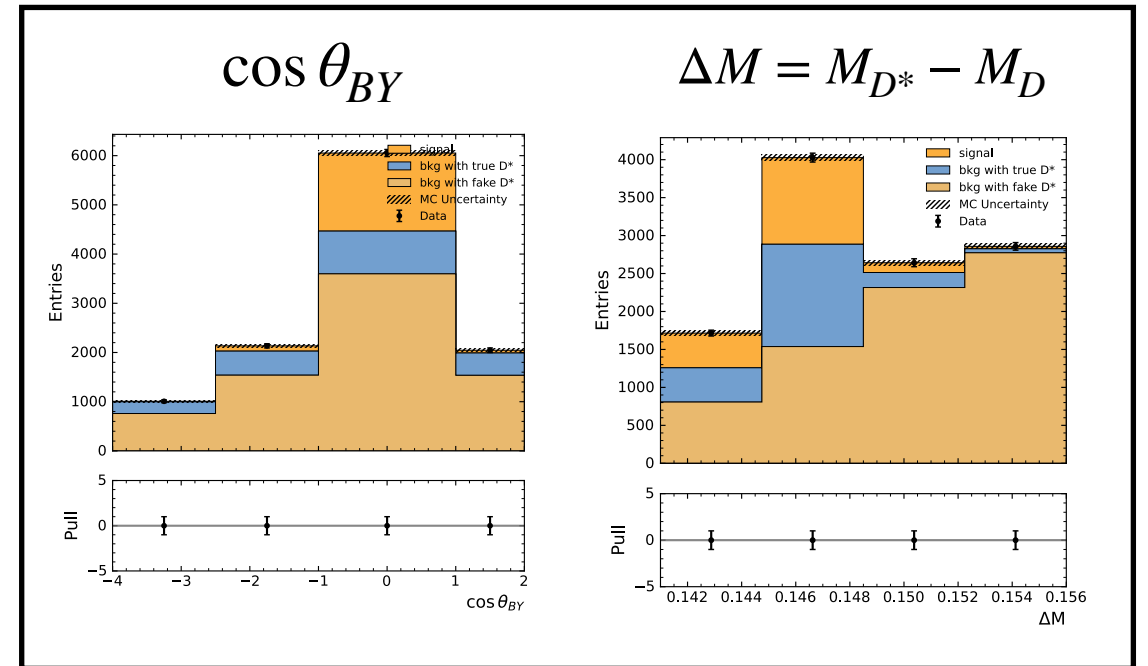 cos θ_BY
ΔM = M_D* − M_D
signal
bkg with true D*
bkg with fake D*
MC Uncertainty
Data
Entries
6000
5000
4000
3000
2000
1000
0
Pull
5
0
−5
−4
−3
−2
−1
0
1
2
cos θ_BY
signal
bkg with true D*
bkg with fake D*
MC Uncertainty
Data
Entries
4000
3500
3000
2500
2000
1500
1000
500
0
Pull
5
0
−5
0.142
0.144
0.146
0.148
0.150
0.152
0.154
0.156
ΔM